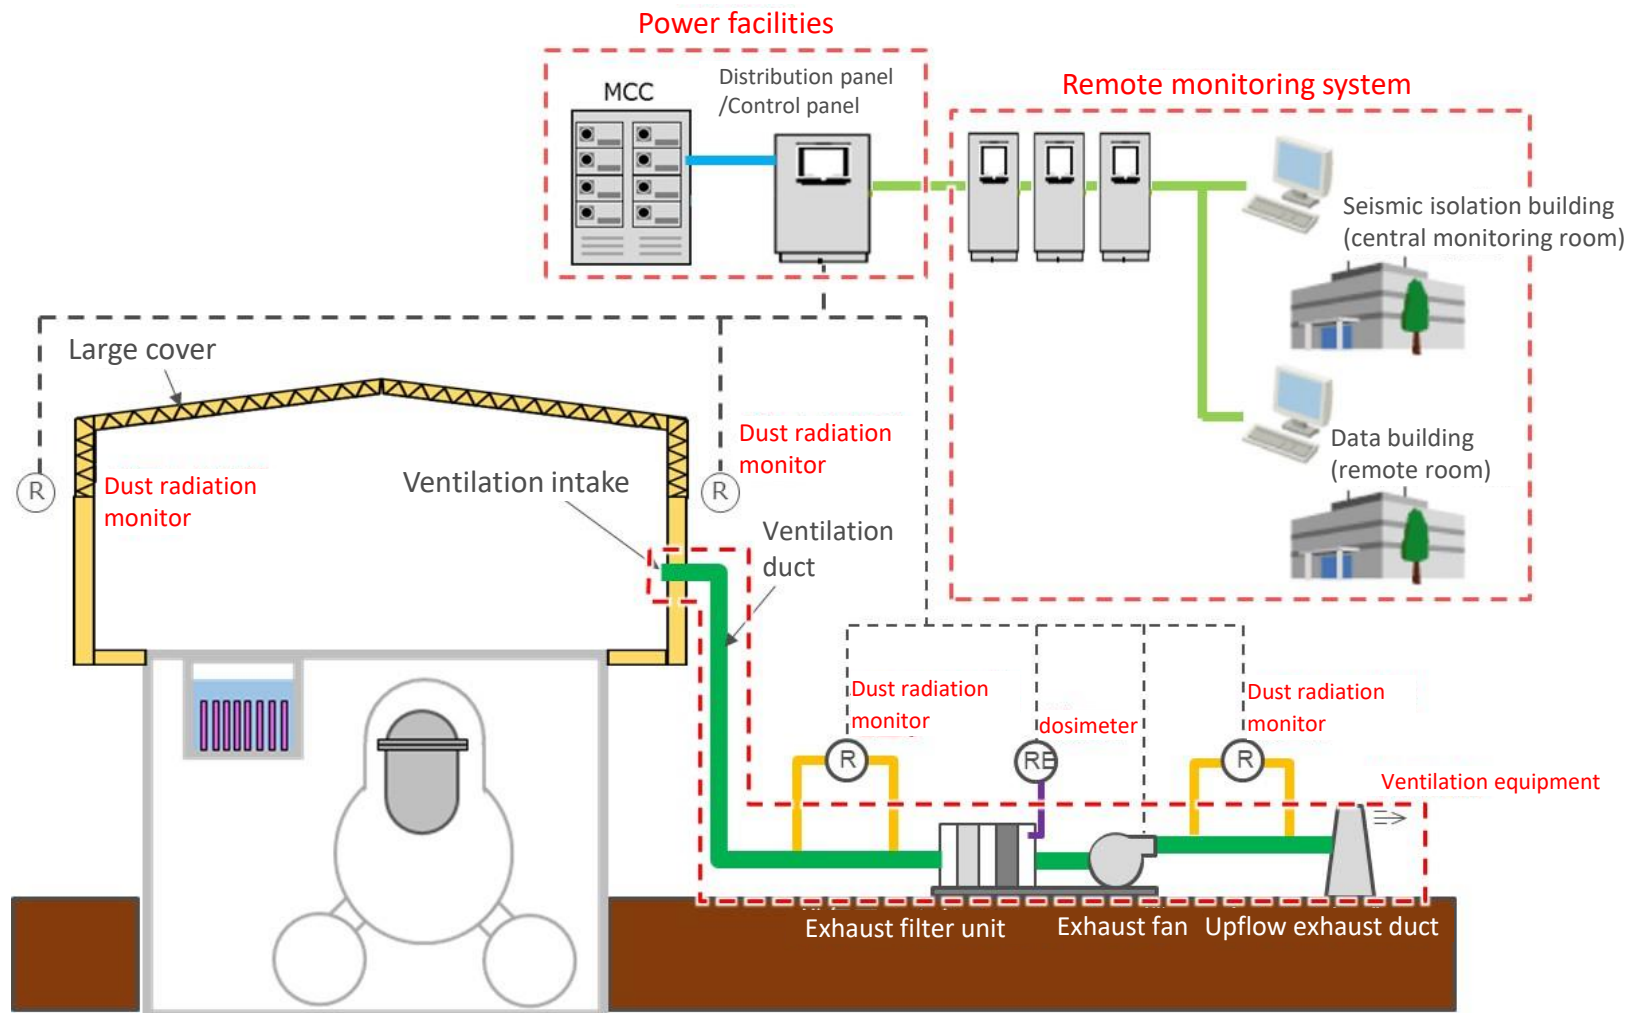 Power facilities
Distribution panel
/Control panel
MCC
Remote monitoring system
Seismic isolation building
(central monitoring room)
Data building
(remote room)
Large cover
Dust radiation
monitor
R
Ventilation intake
Dust radiation
monitor
R
Ventilation
duct
Dust radiation
monitor
R
dosimeter
RE
Dust radiation
monitor
R
Ventilation equipment
Exhaust filter unit
Exhaust fan
Upflow exhaust duct